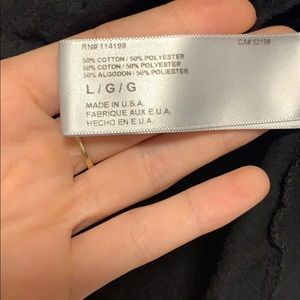 RN# 114199 CA# 52199
50% COTTON / 50% POLYESTER
50% COTON / 50% POLYESTER
50% ALGODON / 50% POLIESTER
L / G / G
MADE IN U.S.A.
FABRIQUE AUX E.U.A.
HECHO EN E.U.A.